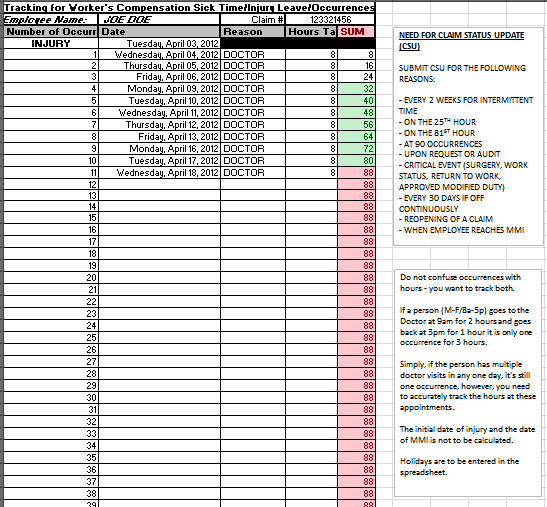 Tracking for Worker's Compensation Sick Time/Injury Leave/Occurrences
Employee Name: JOE DOE Claim # 123321456
Number of Occurr Date Reason Hours Ta SUM
INJURY Tuesday, April 03, 2012
1 Wednesday, April 04, 2012 DOCTOR 8 8
2 Thursday, April 05, 2012 DOCTOR 8 16
3 Friday, April 06, 2012 DOCTOR 8 24
4 Monday, April 09, 2012 DOCTOR 8 32
5 Tuesday, April 10, 2012 DOCTOR 8 40
6 Wednesday, April 11, 2012 DOCTOR 8 48
7 Thursday, April 12, 2012 DOCTOR 8 56
8 Friday, April 13, 2012 DOCTOR 8 64
9 Monday, April 16, 2012 DOCTOR 8 72
10 Tuesday, April 17, 2012 DOCTOR 8 80
11 Wednesday, April 18, 2012 DOCTOR 8 88
12 88
13 88
14 88
15 88
16 88
17 88
18 88
19 88
20 88
21 88
22 88
23 88
24 88
25 88
26 88
27 88
28 88
29 88
30 88
31 88
32 88
33 88
34 88
35 88
36 88
37 88
38 88
39 88
NEED FOR CLAIM STATUS UPDATE
(CSU)
SUBMIT CSU FOR THE FOLLOWING
REASONS:
- EVERY 2 WEEKS FOR INTERMITTENT
TIME
- ON THE 25TH HOUR
- ON THE 81ST HOUR
- AT 90 OCCURRENCES
- UPON REQUEST OR AUDIT
- CRITICAL EVENT (SURGERY, WORK
STATUS, RETURN TO WORK,
APPROVED MODIFIED DUTY)
- EVERY 30 DAYS IF OFF
CONTINUOUSLY
- REOPENING OF A CLAIM
- WHEN EMPLOYEE REACHES MMI
Do not confuse occurrences with
hours - you want to track both.
If a person (M-F/8a-5p) goes to the
Doctor at 9am for 2 hours and goes
back at 3pm for 1 hour it is only one
occurrence for 3 hours.
Simply, if the person has multiple
doctor visits in any one day, it's still
one occurrence, however, you need
to accurately track the hours at these
appointments.
The initial date of injury and the date
of MMI is not to be calculated.
Holidays are to be entered in the
spreadsheet.